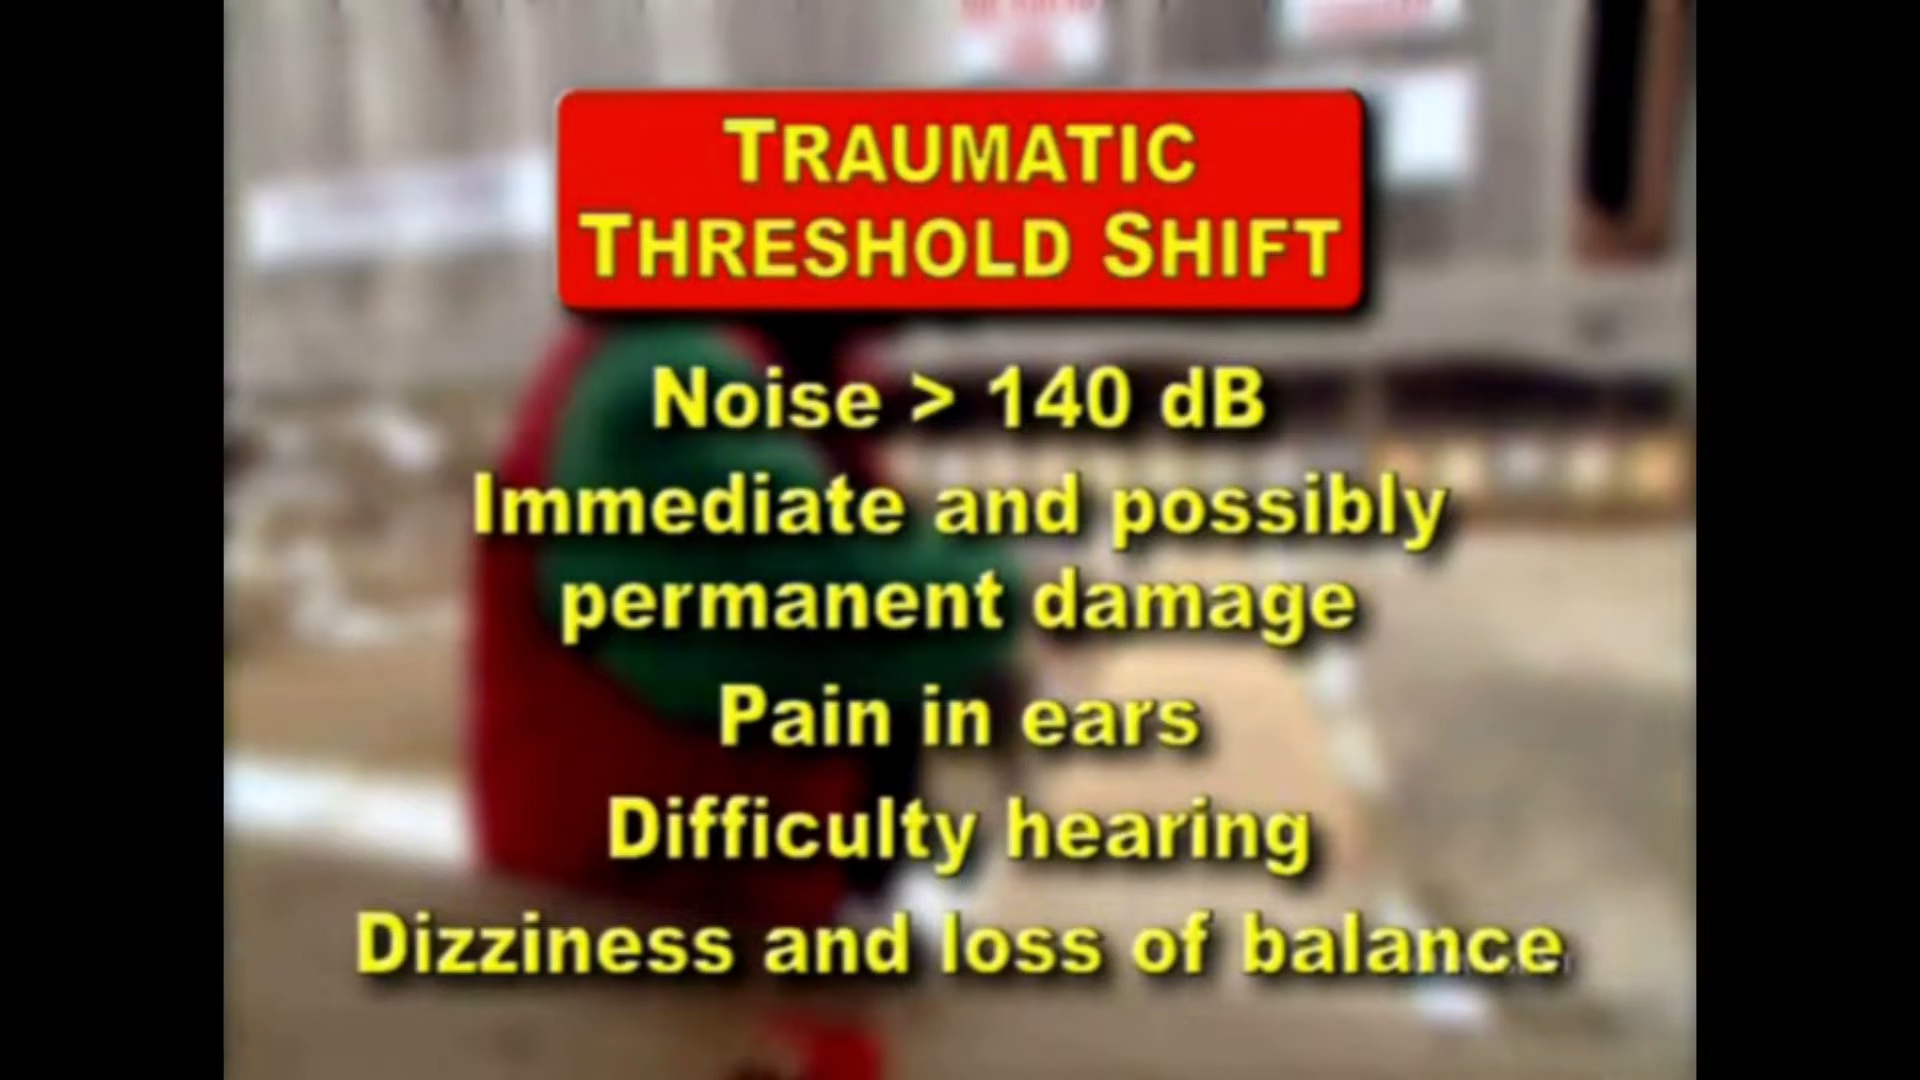 TRAUMATIC
THRESHOLD SHIFT
Noise > 140 dB
Immediate and possibly
permanent damage
Pain in ears
Difficulty hearing
Dizziness and loss of balance